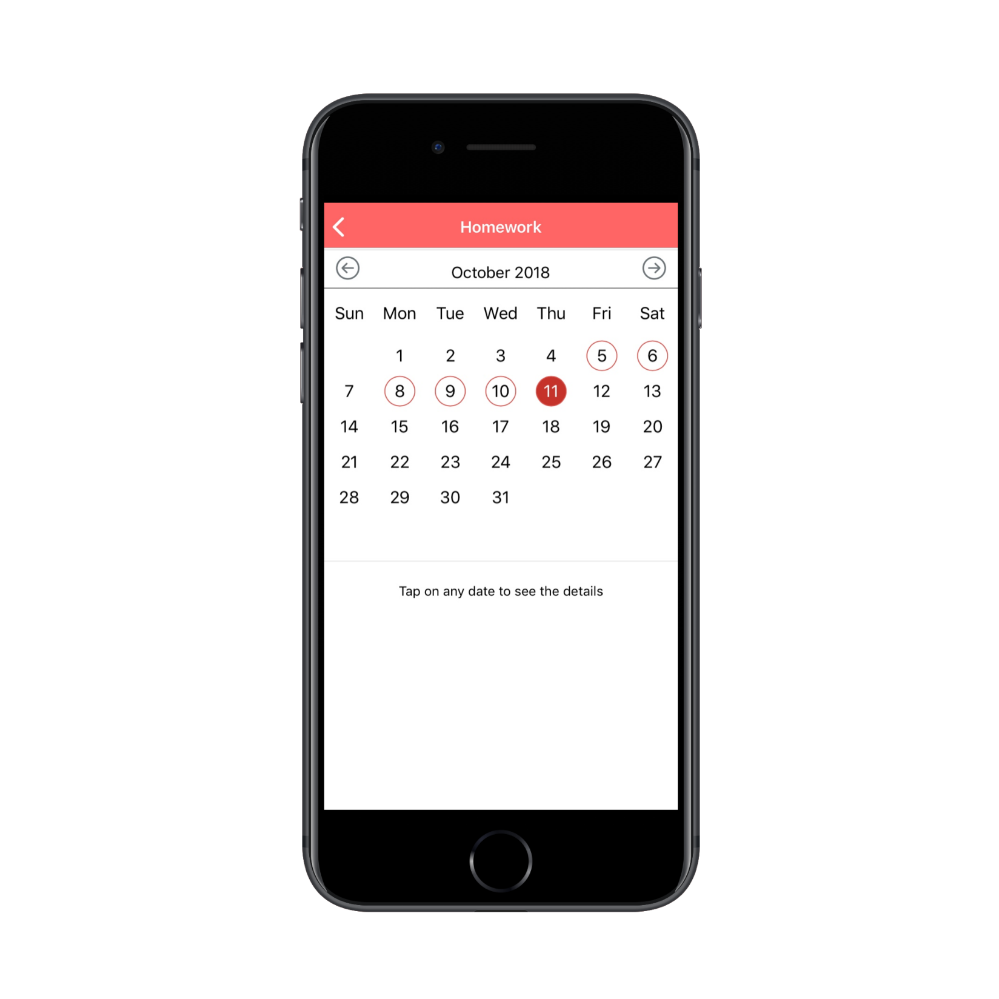 Homework
October 2018
Sun Mon Tue Wed Thu Fri Sat
1 2 3 4 5 6
7 8 9 10 11 12 13
14 15 16 17 18 19 20
21 22 23 24 25 26 27
28 29 30 31
Tap on any date to see the details